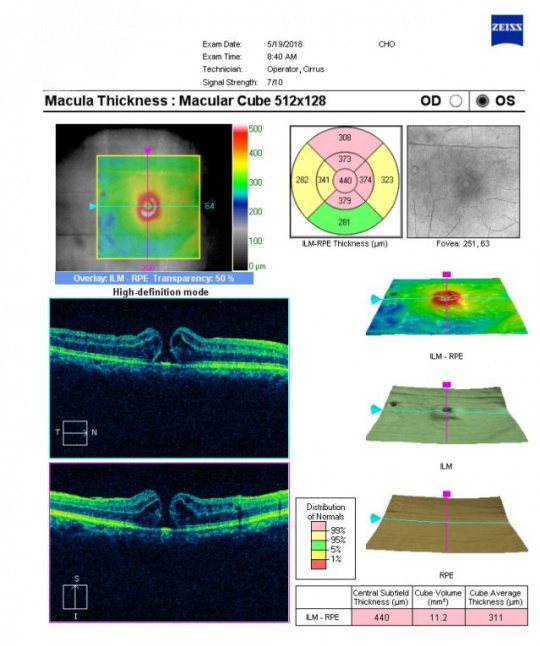 ZEISS
Exam Date: 5/19/2018 CHO
Exam Time: 8:40 AM
Technician: Operator, Cirrus
Signal Strength: 7/10
Macula Thickness : Macular Cube 512x128 OD OS
500
400
300
200
100
0 µm
64
Overlay: ILM - RPE Transparency: 50 %
High-definition mode
308
373
282 341 440 374 323
379
281
ILM-RPE Thickness (µm)
Fovea: 251, 63
ILM - RPE
T N
ILM
S
I
RPE
Distribution
of Normals
99%
95%
5%
1%
Central Subfield Thickness (µm) Cube Volume (mm³) Cube Average Thickness (µm)
ILM - RPE 440 11.2 311